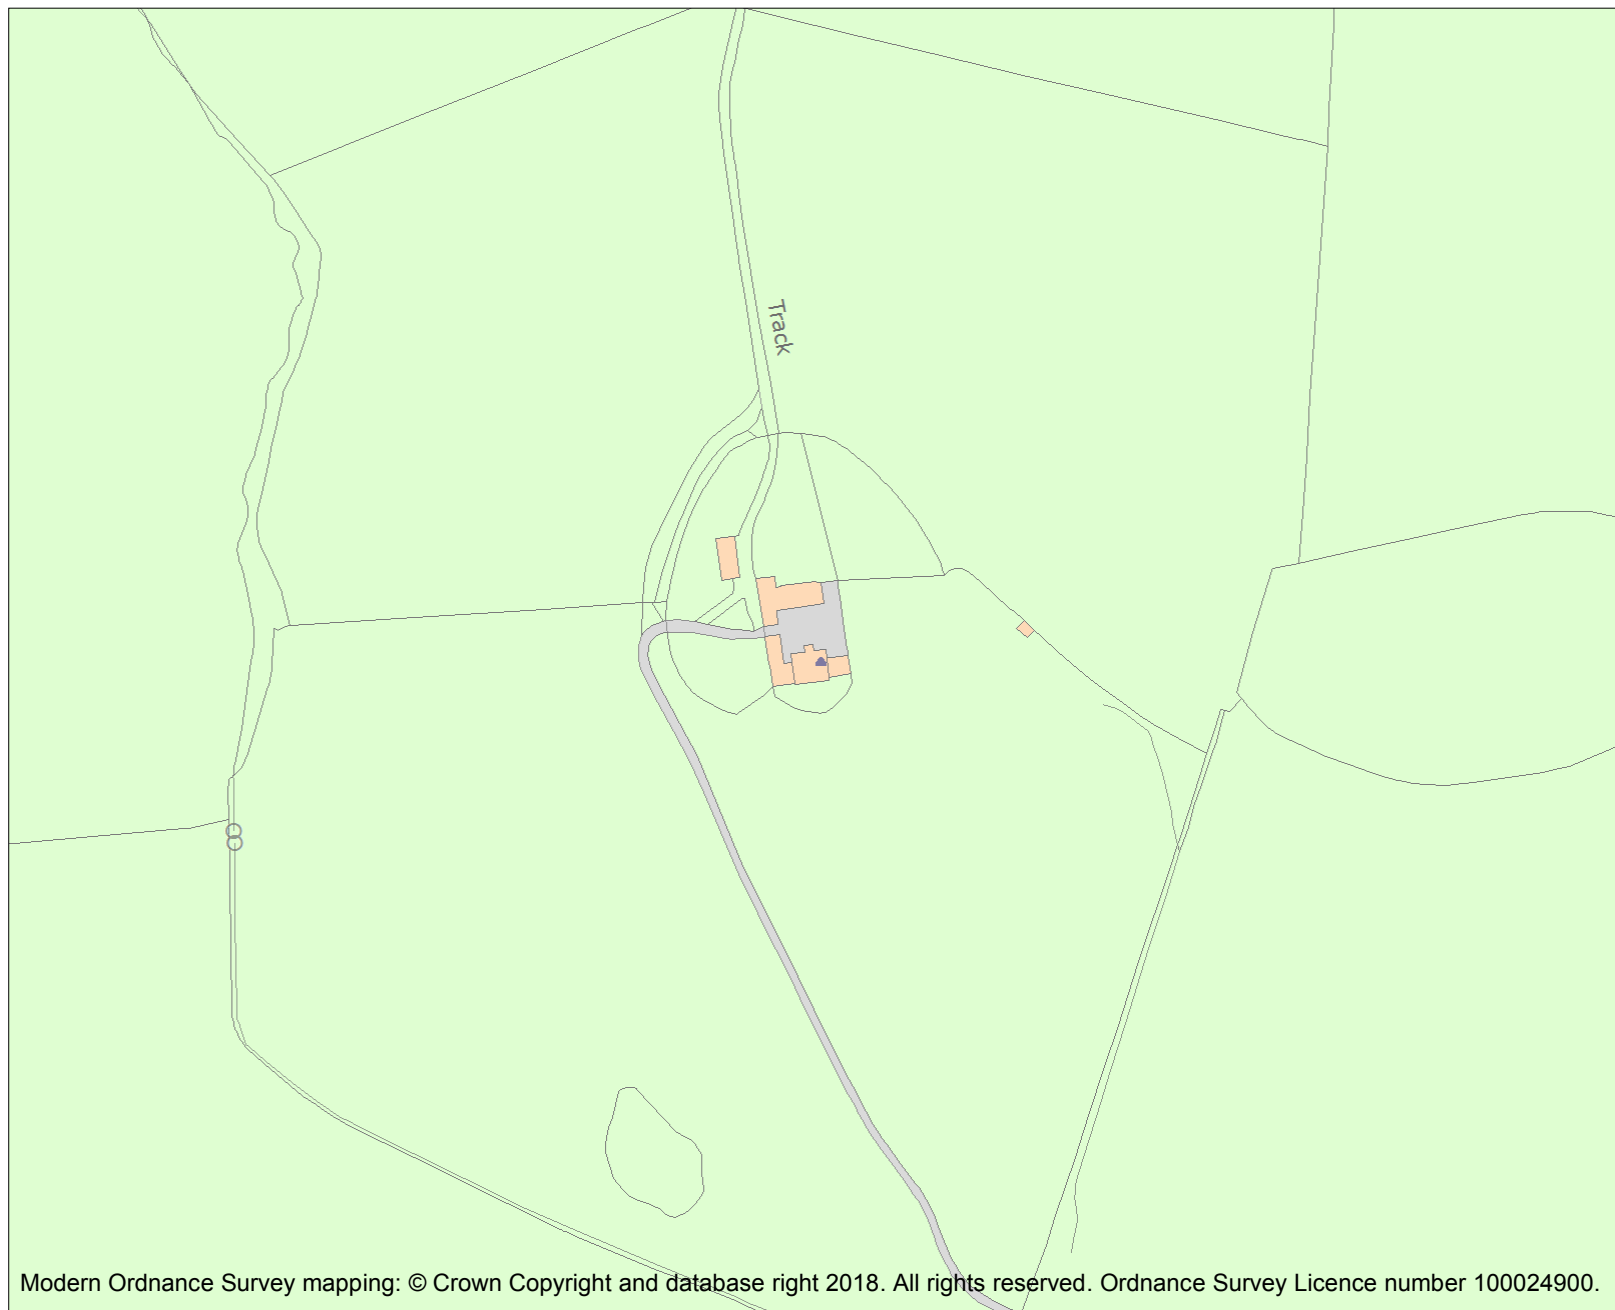 Track
Modern Ordnance Survey mapping: © Crown Copyright and database right 2018. All rights reserved. Ordnance Survey Licence number 100024900.